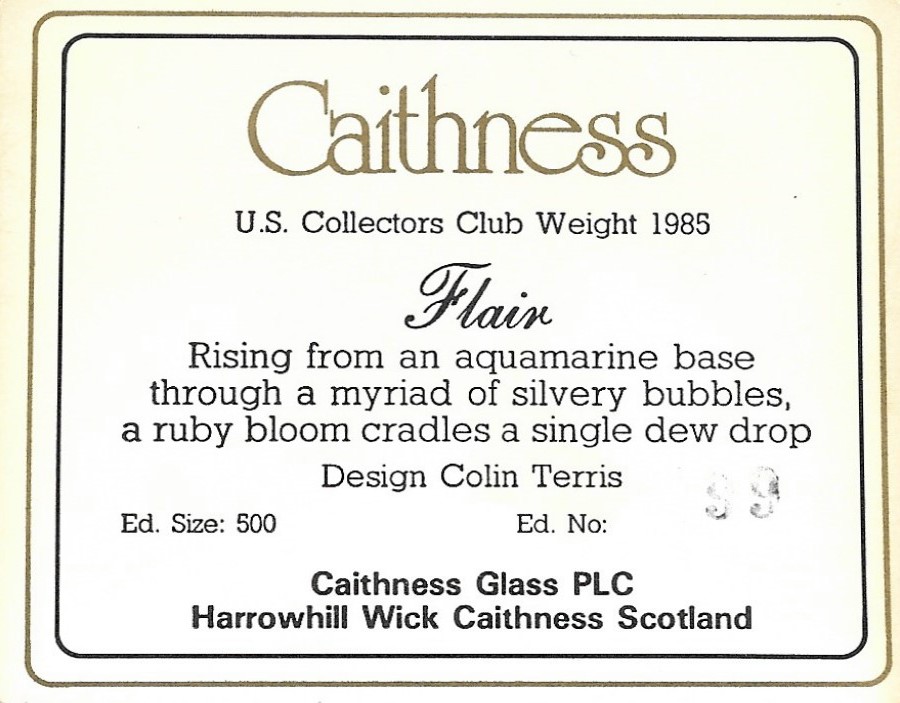 Caithness
U.S. Collectors Club Weight 1985
Flair
Rising from an aquamarine base
through a myriad of silvery bubbles,
a ruby bloom cradles a single dew drop
Design Colin Terris
99
Ed. Size: 500 Ed. No:
Caithness Glass PLC
Harrowhill Wick Caithness Scotland